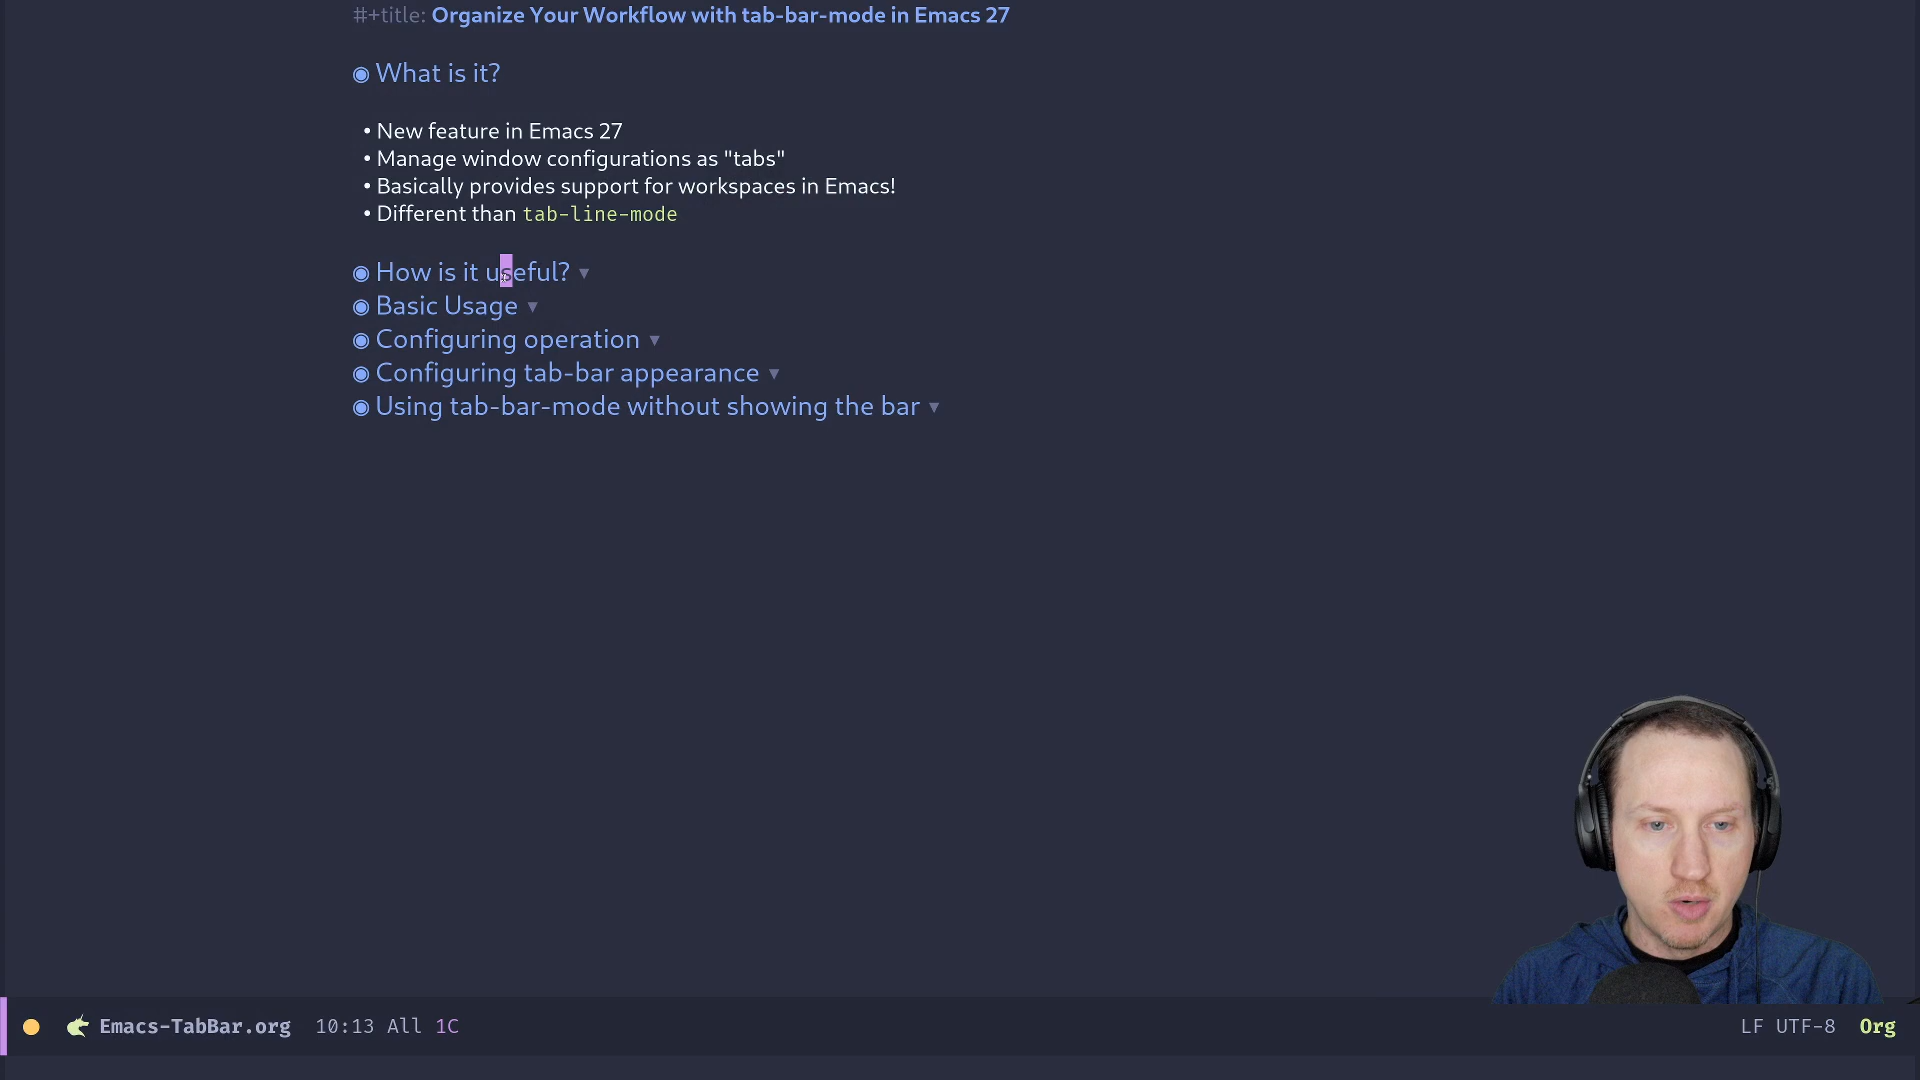 #+title: Organize Your Workflow with tab-bar-mode in Emacs 27
◉ What is it?
• New feature in Emacs 27
• Manage window configurations as "tabs"
• Basically provides support for workspaces in Emacs!
• Different than tab-line-mode
◉ How is it useful? ▾
◉ Basic Usage ▾
◉ Configuring operation ▾
◉ Configuring tab-bar appearance ▾
◉ Using tab-bar-mode without showing the bar ▾
Emacs-TabBar.org 10:13 All 1C LF UTF-8 Org